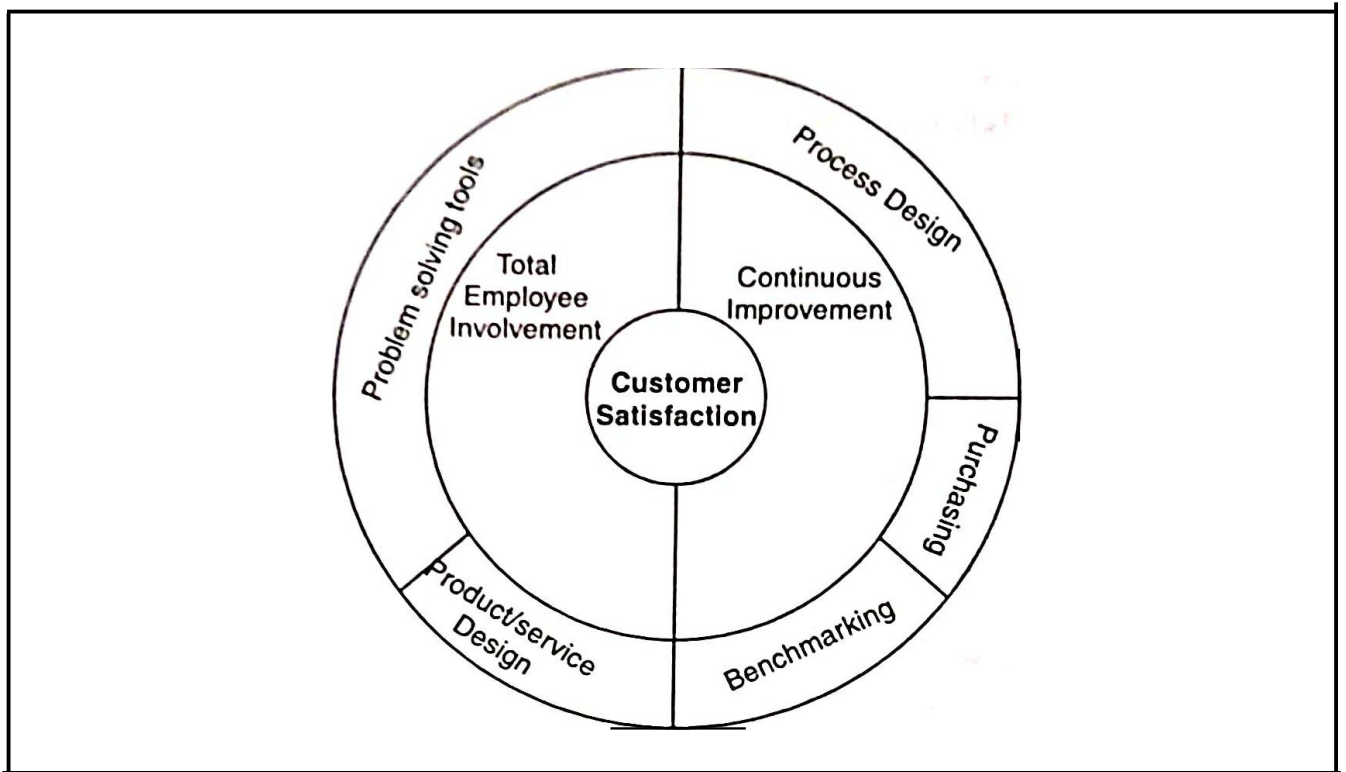 Process Design
Problem solving tools
Total
Employee
Involvement
Continuous
Improvement
Customer
Satisfaction
Purchasing
Product/service
Design
Benchmarking